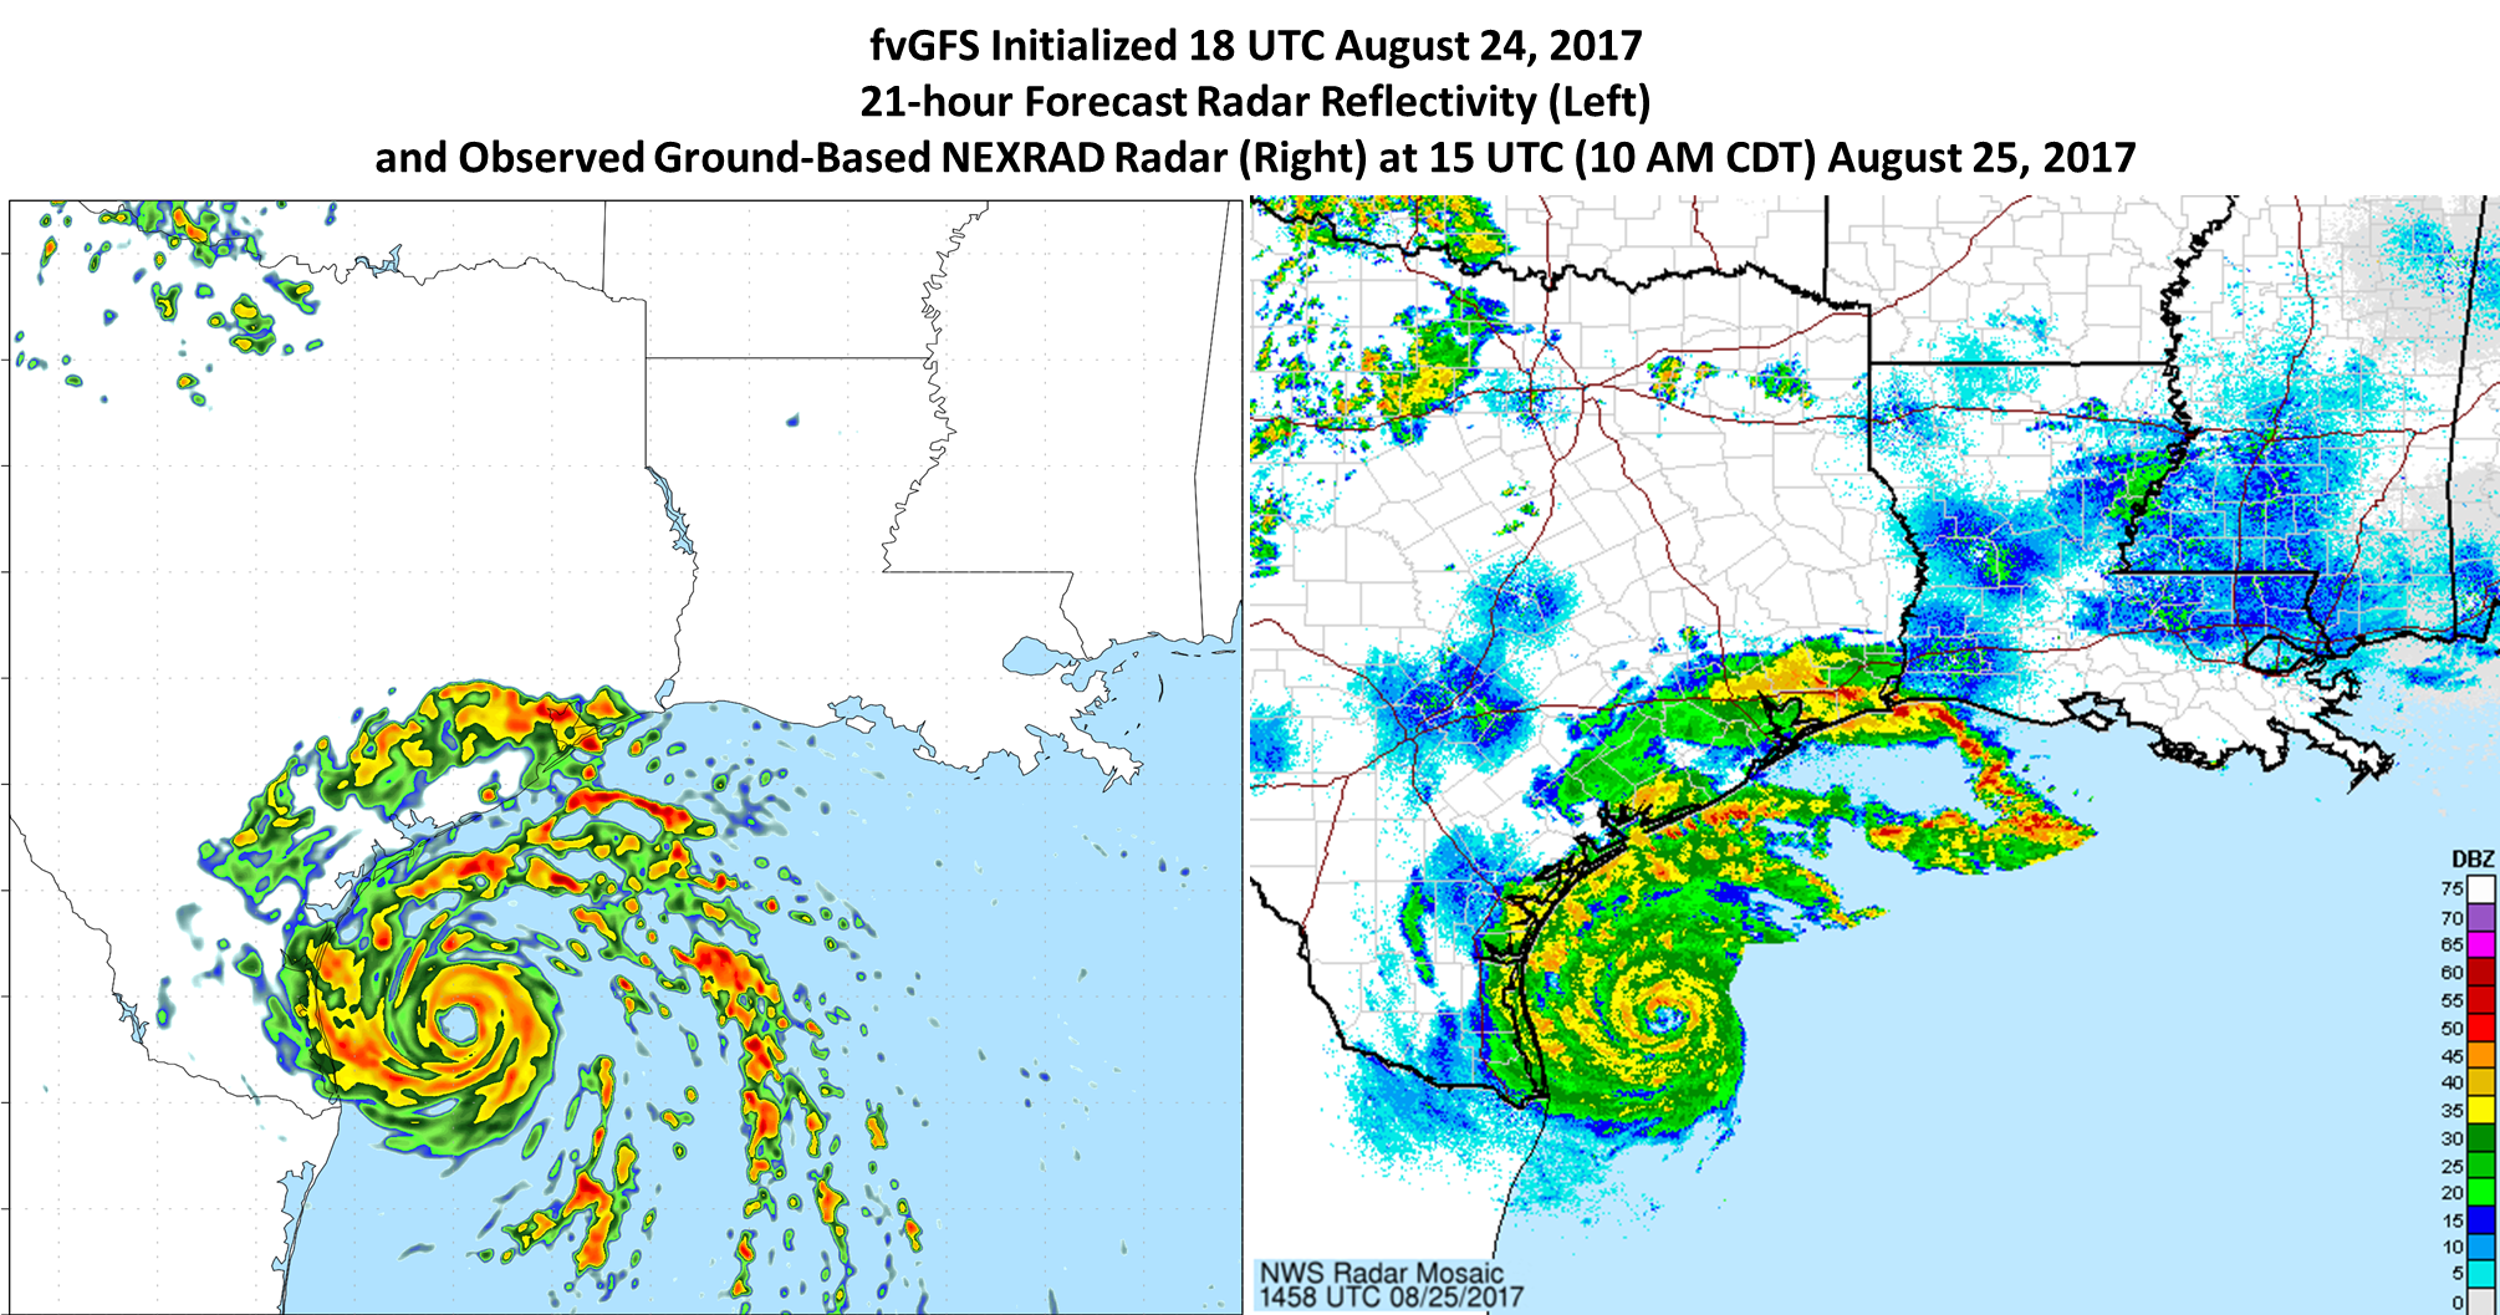 fvGFS Initialized 18 UTC August 24, 2017
21-hour Forecast Radar Reflectivity (Left)
and Observed Ground-Based NEXRAD Radar (Right) at 15 UTC (10 AM CDT) August 25, 2017
DBZ
75
70
65
60
55
50
45
40
35
30
25
20
15
10
5
0
NWS Radar Mosaic
1458 UTC 08/25/2017